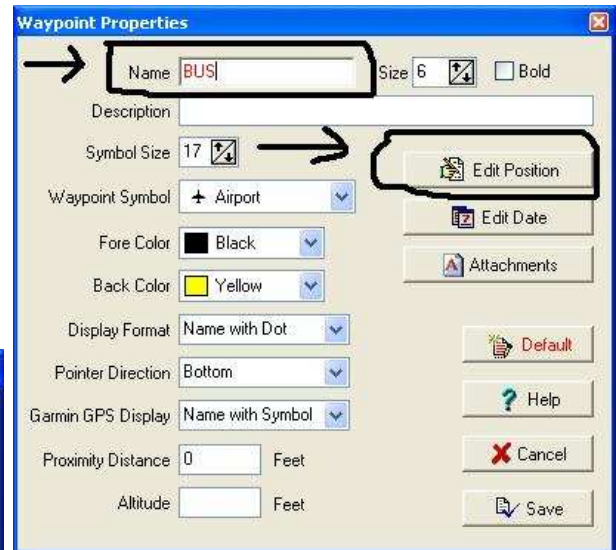 Waypoint Properties
Name BUS Size 6 Bold
Description
Symbol Size 17
Edit Position
Waypoint Symbol Airport
Edit Date
Fore Color Black
Attachments
Back Color Yellow
Display Format Name with Dot
Default
Pointer Direction Bottom
Help
Garmin GPS Display Name with Symbol
Proximity Distance 0 Feet
Cancel
Altitude Feet
Save